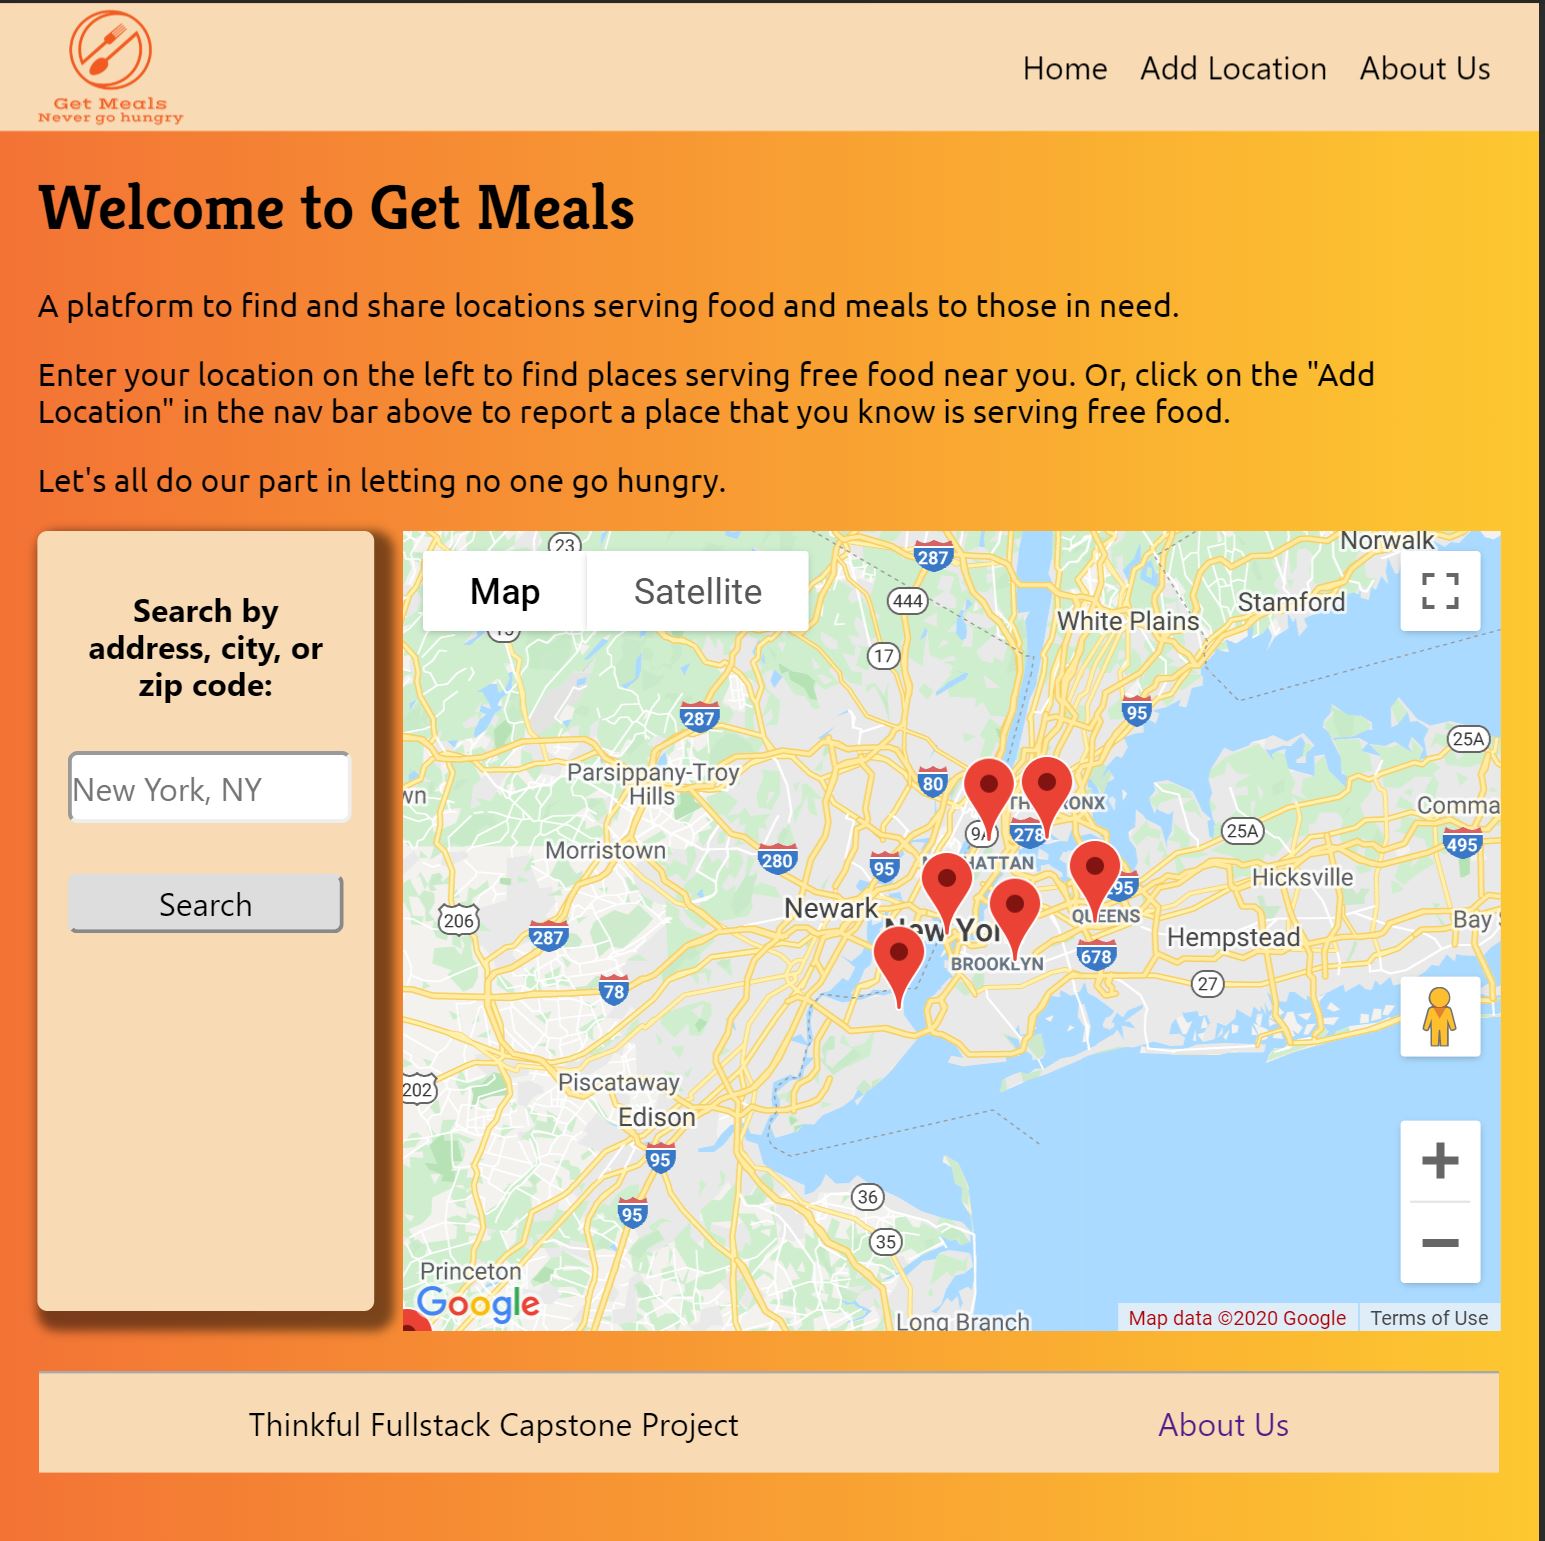 Get Meals
Never go hungry
Home Add Location About Us
Welcome to Get Meals
A platform to find and share locations serving food and meals to those in need.
Enter your location on the left to find places serving free food near you. Or, click on the "Add
Location" in the nav bar above to report a place that you know is serving free food.
Let's all do our part in letting no one go hungry.
Search by
address, city, or
zip code:
New York, NY
Search
Map Satellite
23
287
Norwalk
444
Stamford
White Plains
17
287
95
25A
Parsippany-Troy
Hills
80
Comma
9A
278
25A
495
Morristown
280
95
Hicksville
Newark
QUEENS
206
287
New Yor
Hempstead
Bay
BROOKLYN
678
78
27
202
Piscataway
Edison
95
36
95
35
Princeton
Google
Long Branch
Map data ©2020 Google Terms of Use
Thinkful Fullstack Capstone Project About Us